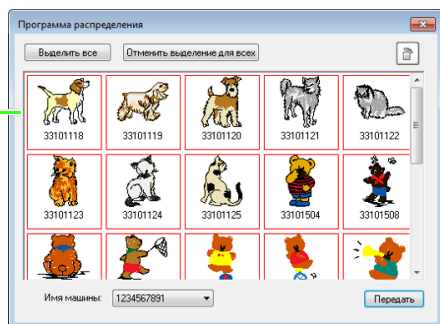 Программа распределения
Выделить все
Отменить выделение для всех
33101118
33101119
33101120
33101121
33101122
33101123
33101124
33101125
33101504
33101508
Имя машины:
1234567891
Передать